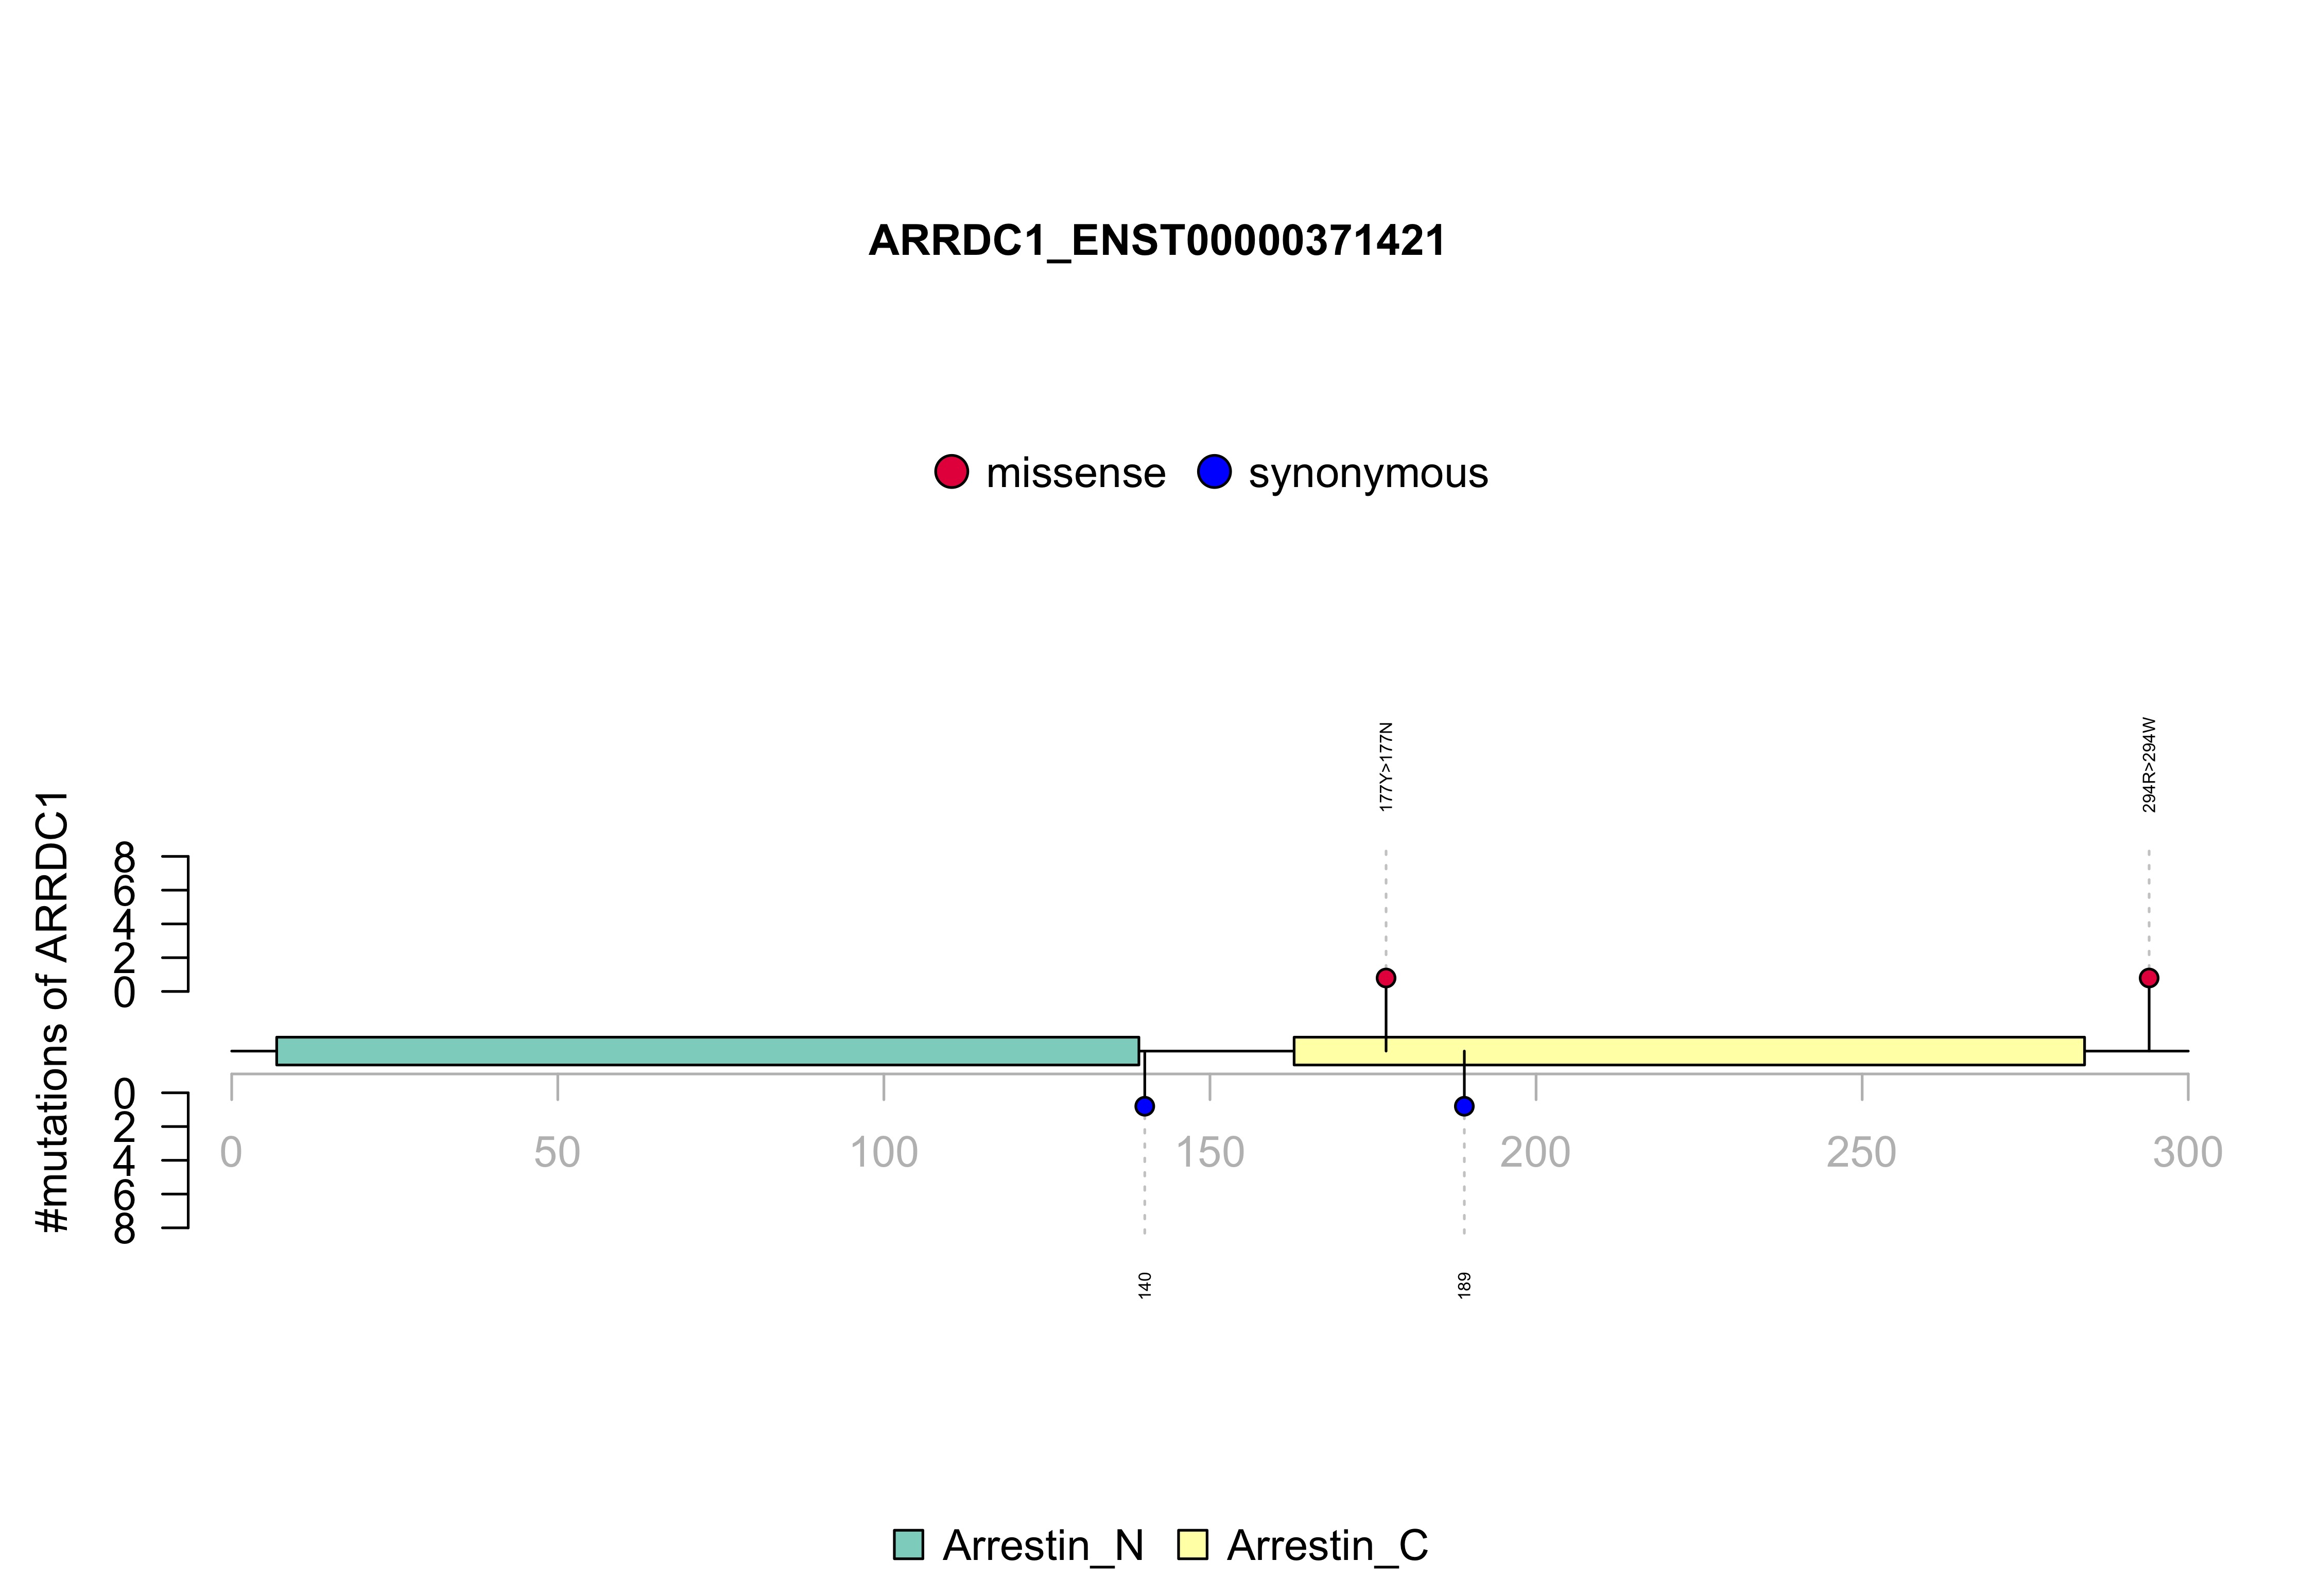 ARRDC1_ENST00000371421
missense synonymous
177Y>177N
294R>294W
#mutations of ARRDC1
8
6
4
2
0
0
2
4
6
8
0 50 100 150 200 250 300
140
189
Arrestin_N Arrestin_C